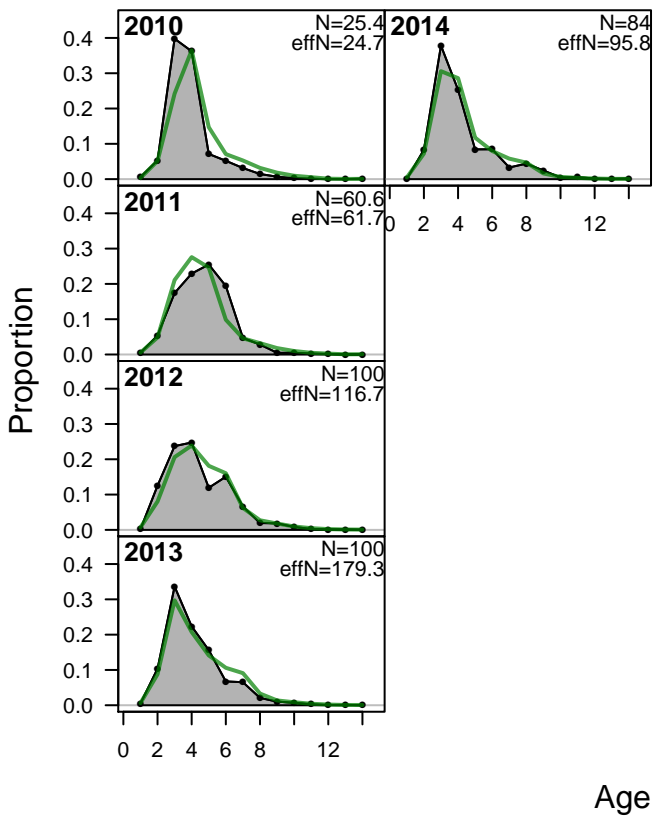 2010
N=25.4
effN=24.7
0.4
0.3
0.2
0.1
0.0
2011
N=60.6
effN=61.7
0.4
0.3
0.2
0.1
0.0
2012
N=100
effN=116.7
0.4
0.3
0.2
0.1
0.0
2013
N=100
effN=179.3
0.4
0.3
0.2
0.1
0.0
0 2 4 6 8 12
2014
N=84
effN=95.8
0 2 4 6 8 12
Proportion
Age